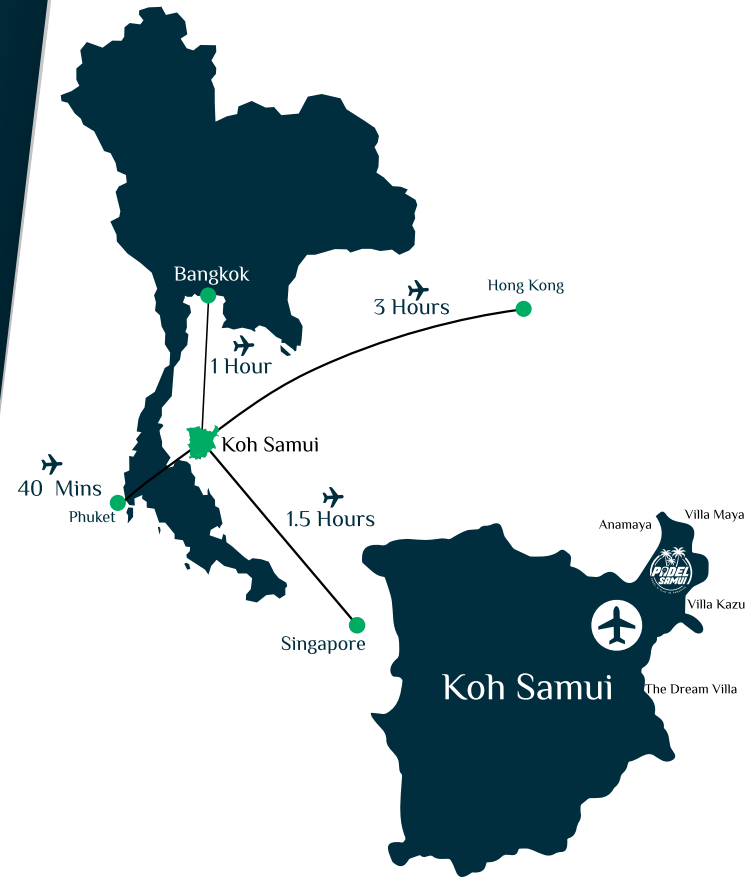 Bangkok
Hong Kong
3 Hours
1 Hour
Koh Samui
40 Mins
Phuket
1.5 Hours
Singapore
Villa Maya
Anamaya
PADEL
SAMUI
Villa Kazu
Koh Samui
The Dream Villa